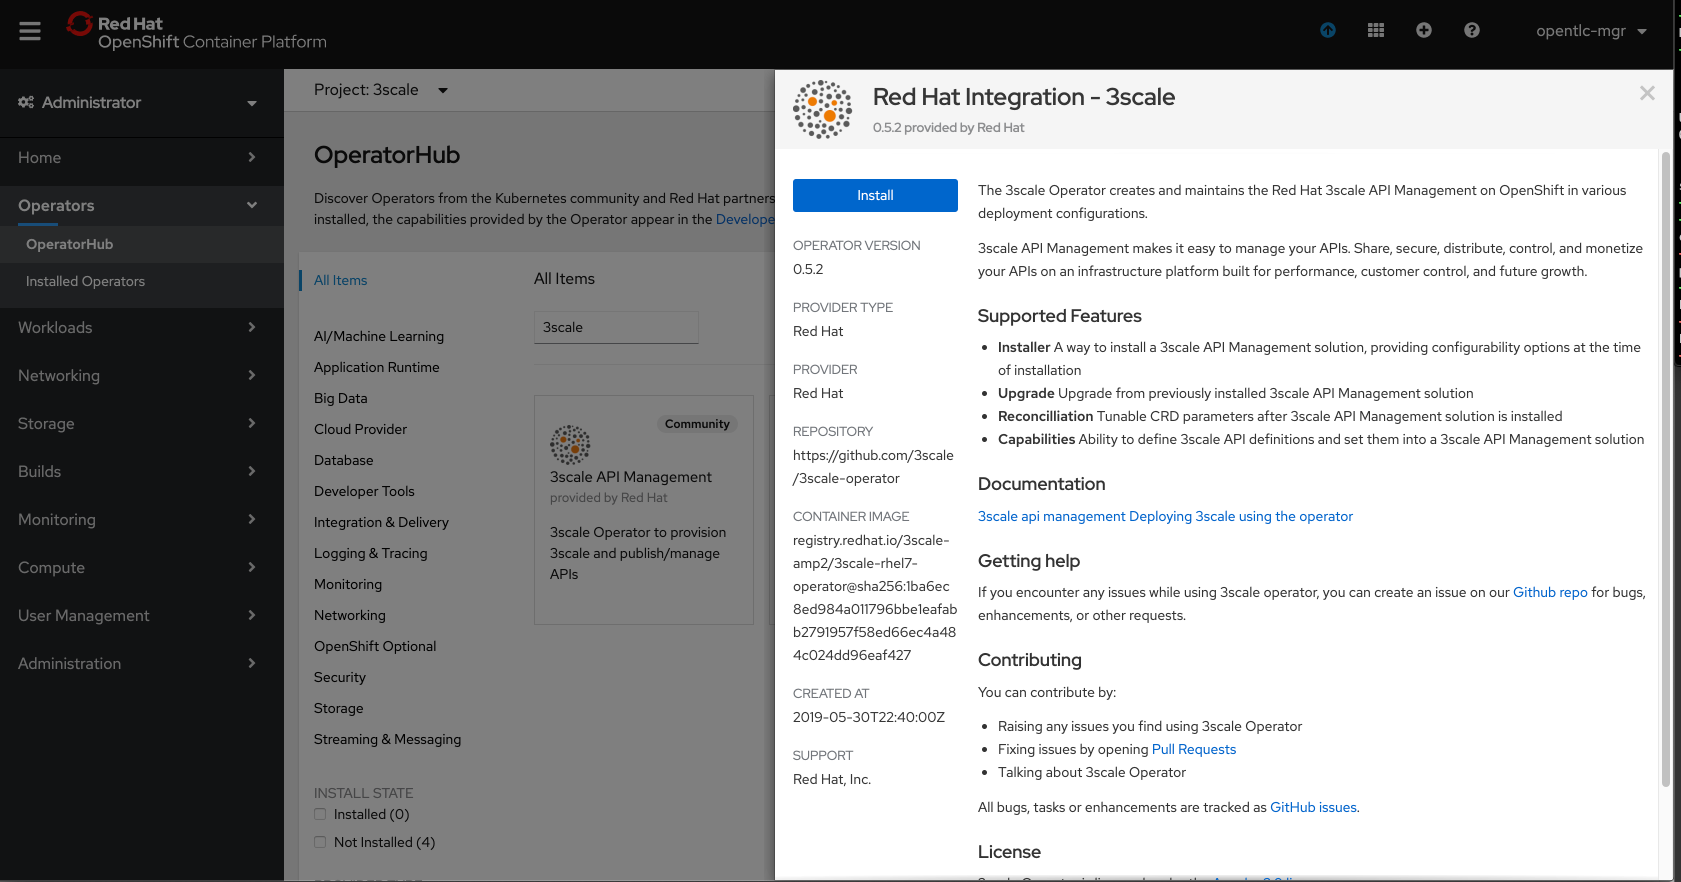 Red Hat
OpenShift Container Platform
opentlc-mgr
Administrator
Home
Operators
OperatorHub
Installed Operators
Workloads
Networking
Storage
Builds
Monitoring
Compute
User Management
Administration
Project: 3scale
OperatorHub
Discover Operators from the Kubernetes community and Red Hat partners
installed, the capabilities provided by the Operator appear in the Develope
All Items
AI/Machine Learning
Application Runtime
Big Data
Cloud Provider
Database
Developer Tools
Integration & Delivery
Logging & Tracing
Monitoring
Networking
OpenShift Optional
Security
Storage
Streaming & Messaging
INSTALL STATE
Installed (0)
Not Installed (4)
All Items
3scale
Community
3scale API Management
provided by Red Hat
3scale Operator to provision
3scale and publish/manage
APIs
Red Hat Integration - 3scale
0.5.2 provided by Red Hat
Install
OPERATOR VERSION
0.5.2
PROVIDER TYPE
Red Hat
PROVIDER
Red Hat
REPOSITORY
https://github.com/3scale
/3scale-operator
CONTAINER IMAGE
registry.redhat.io/3scale-
amp2/3scale-rhel7-
operator@sha256:1ba6ec
8ed984a011796bbe1eafab
b2791957f58ed66ec4a48
4c024dd96eaf427
CREATED AT
2019-05-30T22:40:00Z
SUPPORT
Red Hat, Inc.
The 3scale Operator creates and maintains the Red Hat 3scale API Management on OpenShift in various
deployment configurations.
3scale API Management makes it easy to manage your APIs. Share, secure, distribute, control, and monetize
your APIs on an infrastructure platform built for performance, customer control, and future growth.
Supported Features
Installer A way to install a 3scale API Management solution, providing configurability options at the time
of installation
Upgrade Upgrade from previously installed 3scale API Management solution
Reconcilliation Tunable CRD parameters after 3scale API Management solution is installed
Capabilities Ability to define 3scale API definitions and set them into a 3scale API Management solution
Documentation
3scale api management Deploying 3scale using the operator
Getting help
If you encounter any issues while using 3scale operator, you can create an issue on our Github repo for bugs,
enhancements, or other requests.
Contributing
You can contribute by:
Raising any issues you find using 3scale Operator
Fixing issues by opening Pull Requests
Talking about 3scale Operator
All bugs, tasks or enhancements are tracked as GitHub issues.
License